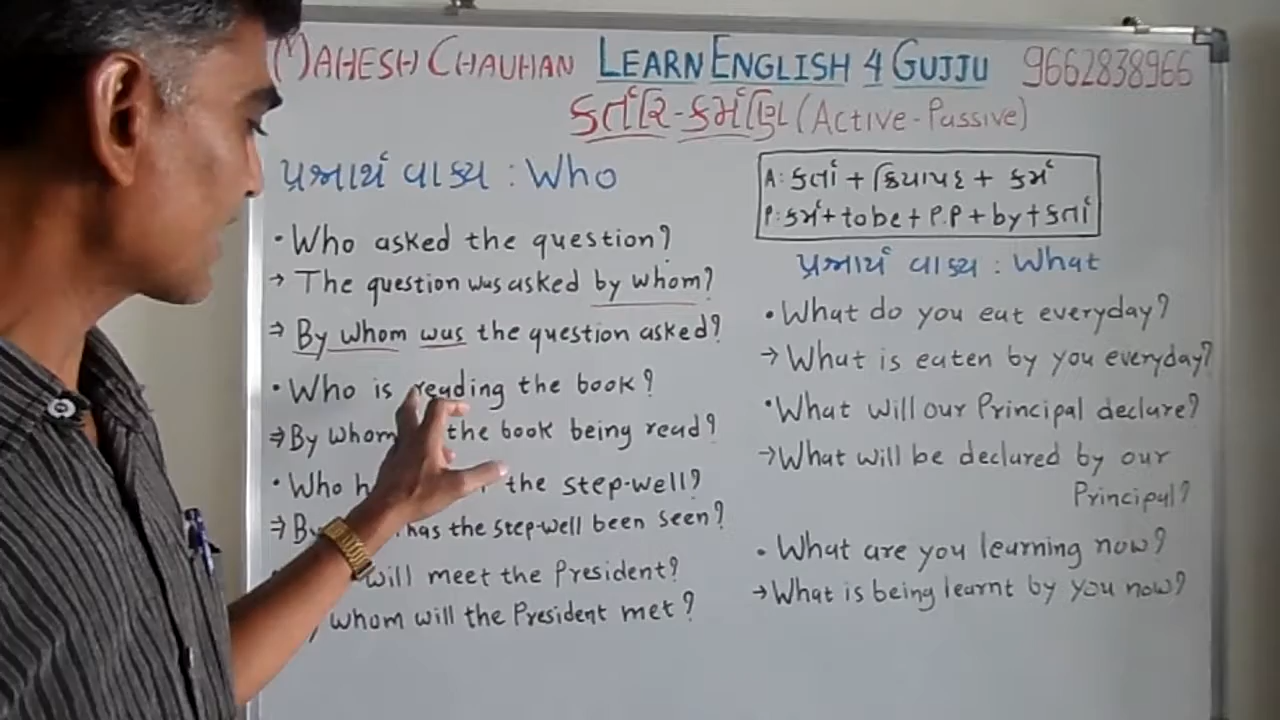 MAHESH CHAUHAN LEARN ENGLISH 4 GUJJU 9662838966
કર્તરિ-કર્મણિ (Active-Passive)
પ્રશ્નાર્થ વાક્ય : Who
• Who asked the question?
→ The question was asked by whom?
⇒ By whom was the question asked?
• Who is reading the book?
⇒ By whom the book being read?
• Who the step-well?
⇒ has the step-well been seen?
will meet the President?
whom will the President met?
A: કર્તા + ક્રિયાપદ + કર્મ
P: કર્મ + to be + P.P + by + કર્તા
પ્રશ્નાર્થ વાક્ય : What
• What do you eat everyday?
→ What is eaten by you everyday?
• What will our Principal declare?
→ What will be declared by our
Principal?
• What are you learning now?
→ What is being learnt by you now?